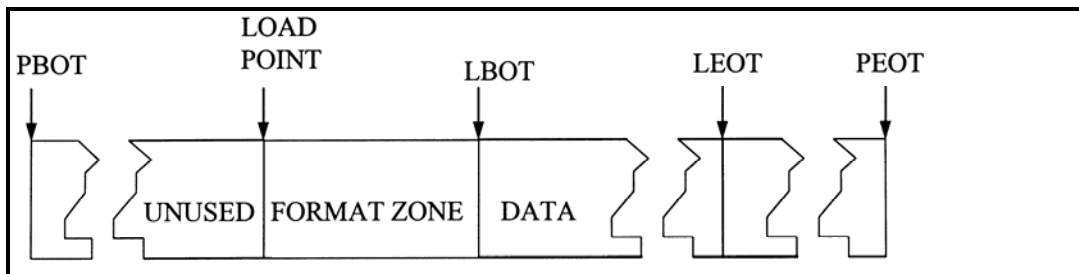 PBOT
LOAD
POINT
LBOT
LEOT
PEOT
UNUSED
FORMAT ZONE
DATA